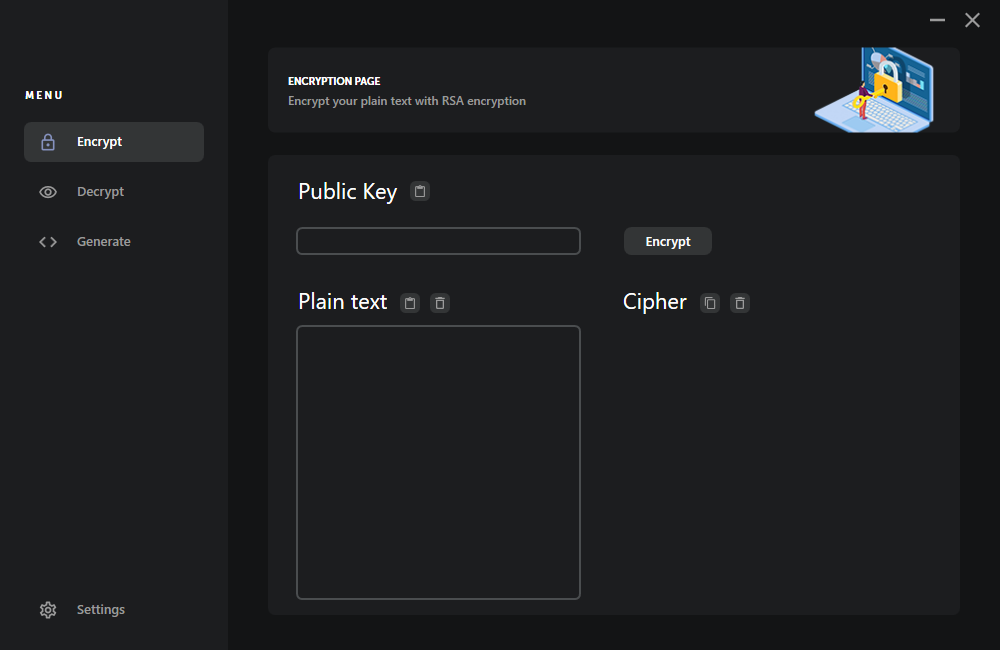 MENU
Encrypt
Decrypt
Generate
Settings
ENCRYPTION PAGE
Encrypt your plain text with RSA encryption
Public Key
Encrypt
Plain text
Cipher